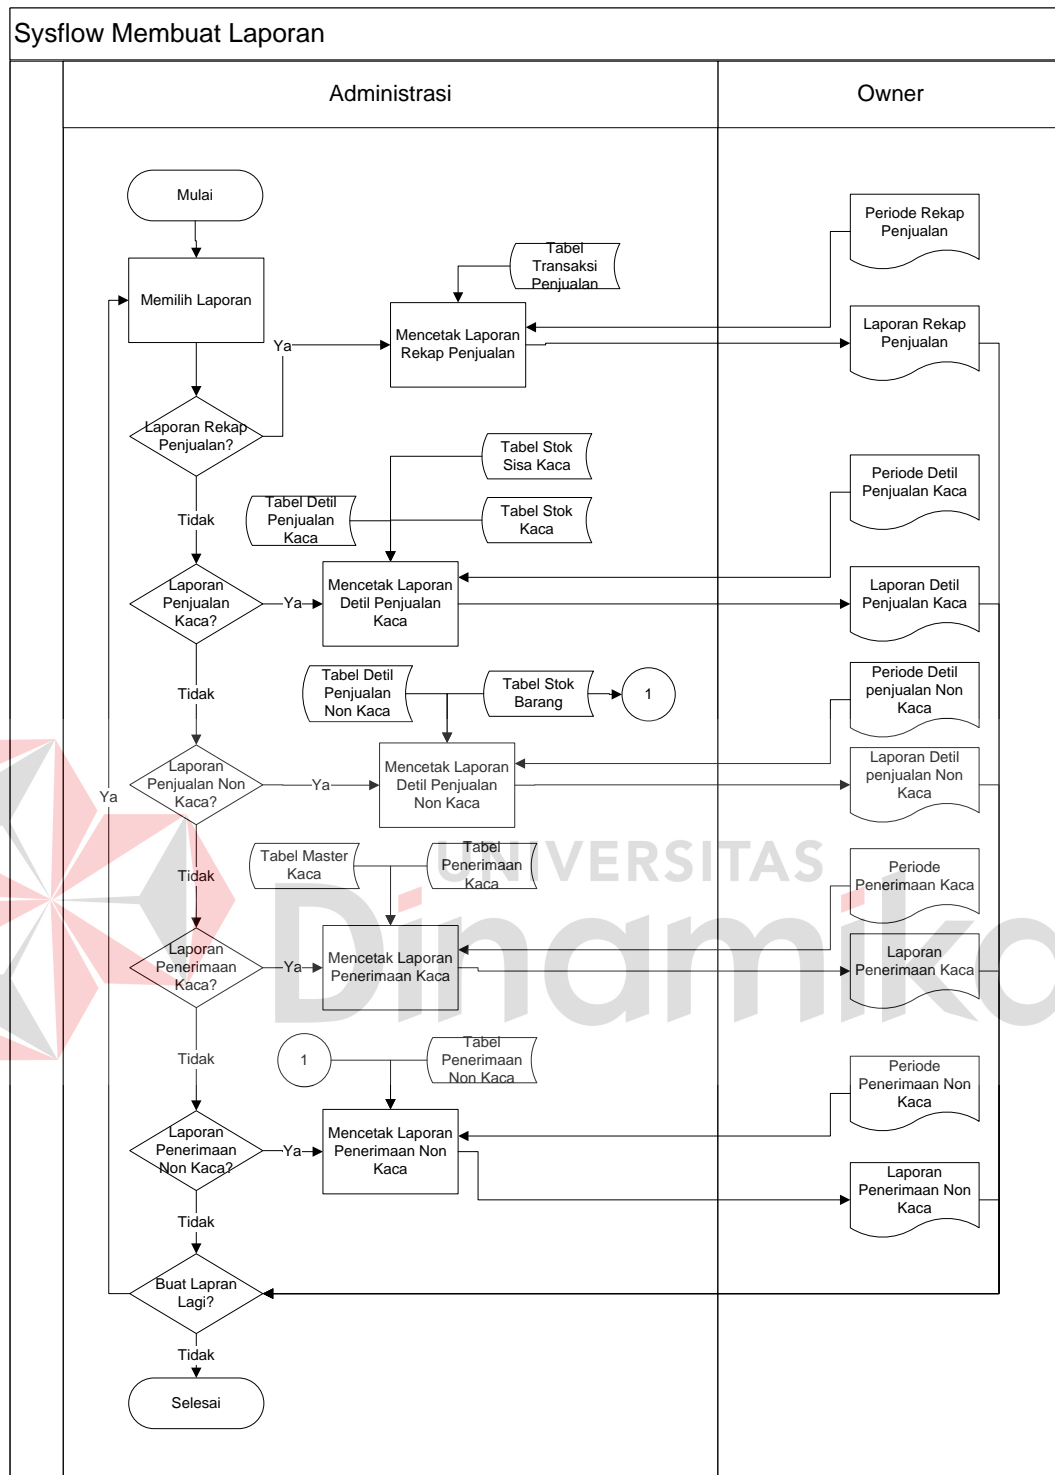 Sysflow Membuat Laporan
Administrasi
Owner
Mulai
Periode Rekap
Penjualan
Tabel
Transaksi
Penjualan
Memilih Laporan
Ya
Mencetak Laporan
Rekap Penjualan
Laporan Rekap
Penjualan
Laporan Rekap
Penjualan?
Tabel Stok
Sisa Kaca
Periode Detil
Penjualan Kaca
Tidak
Tabel Detil
Penjualan
Kaca
Tabel Stok
Kaca
Laporan
Penjualan
Kaca?
Ya
Mencetak Laporan
Detil Penjualan
Kaca
Laporan Detil
Penjualan Kaca
Tidak
Tabel Detil
Penjualan
Non Kaca
Tabel Stok
Barang
1
Periode Detil
penjualan Non
Kaca
Laporan
Penjualan Non
Kaca?
Ya
Mencetak Laporan
Detil Penjualan
Non Kaca
Laporan Detil
penjualan Non
Kaca
Ya
Tidak
Tabel Master
Kaca
Tabel
Penerimaan
Kaca
Periode
Penerimaan Kaca
UNIVERSITAS
Dinamika
Laporan
Penerimaan
Kaca?
Ya
Mencetak Laporan
Penerimaan Kaca
Laporan
Penerimaan Kaca
Tidak
1
Tabel
Penerimaan
Non Kaca
Periode
Penerimaan Non
Kaca
Laporan
Penerimaan
Non Kaca?
Ya
Mencetak Laporan
Penerimaan Non
Kaca
Laporan
Penerimaan Non
Kaca
Tidak
Buat Lapran
Lagi?
Tidak
Selesai